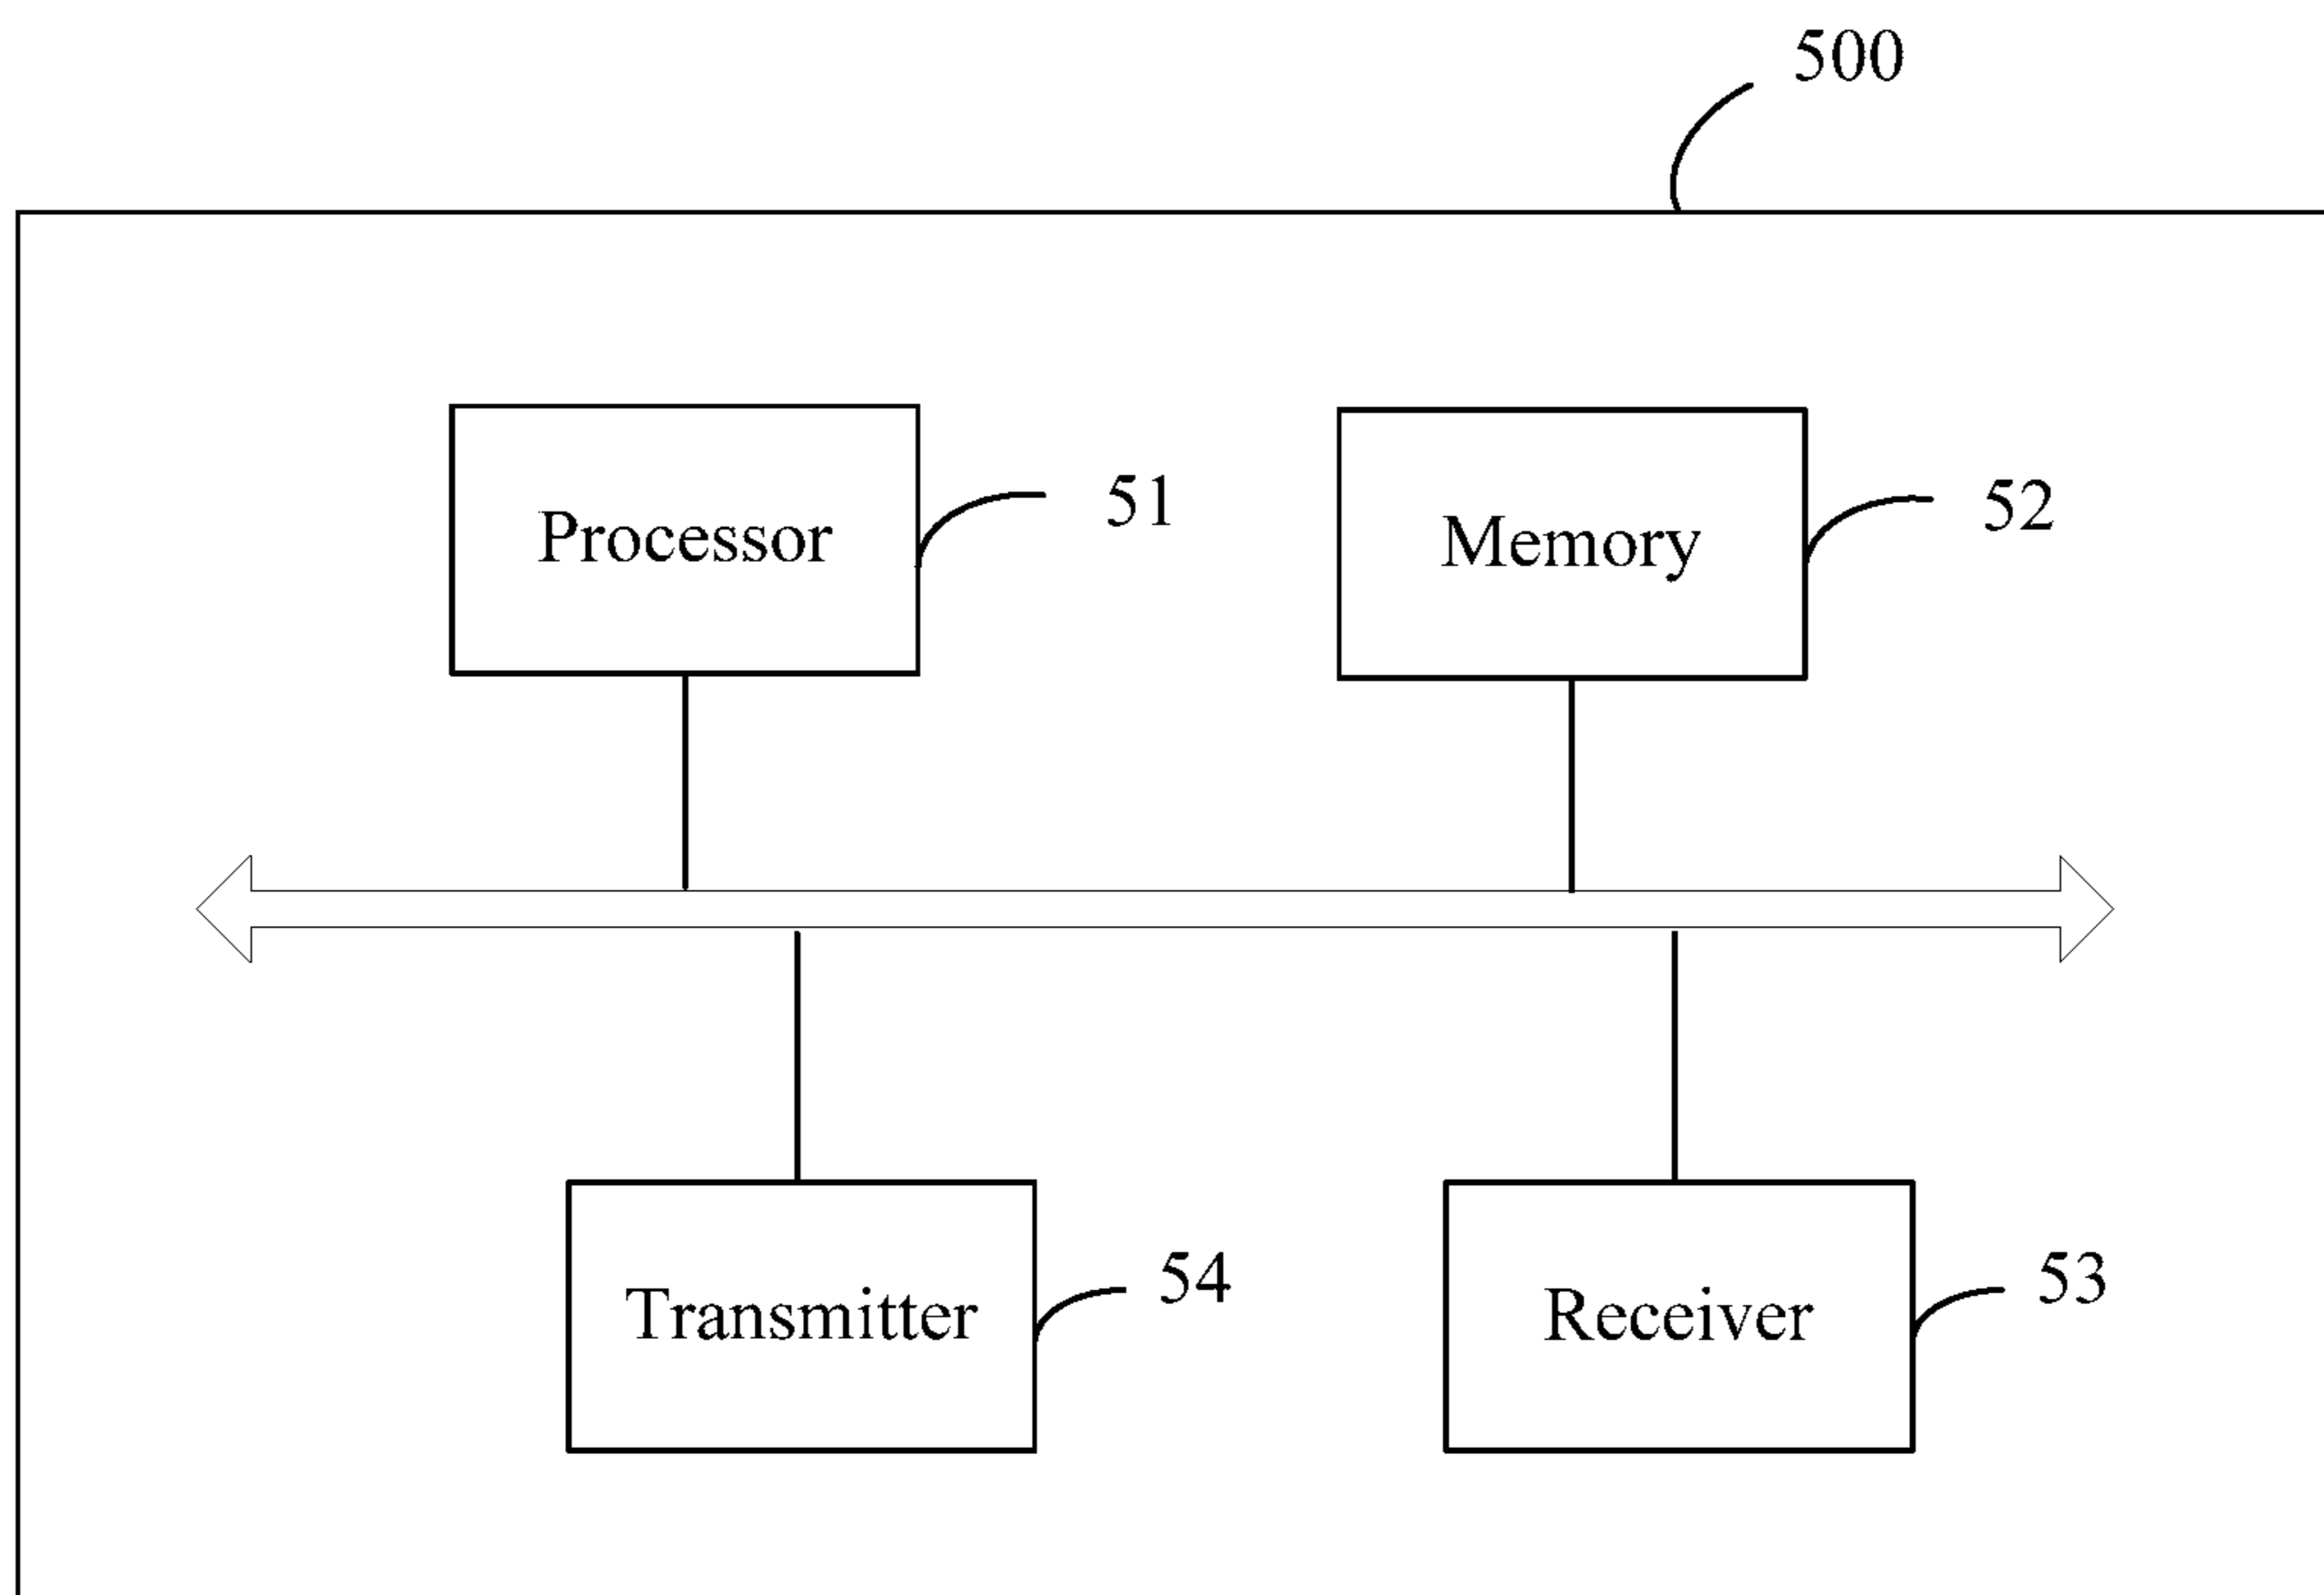 500
Processor
51
Memory
52
Transmitter
54
Receiver
53